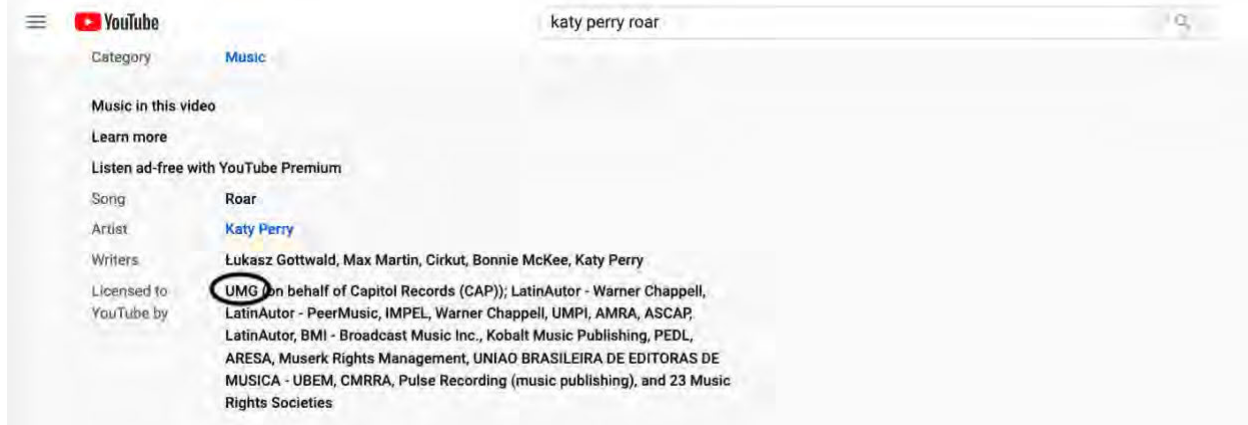 YouTube katy perry roar
Category Music
Music in this video
Learn more
Listen ad-free with YouTube Premium
Song Roar
Artist Katy Perry
Writers Łukasz Gottwald, Max Martin, Cirkut, Bonnie McKee, Katy Perry
Licensed to UMG (on behalf of Capitol Records (CAP)); LatinAutor - Warner Chappell,
YouTube by LatinAutor - PeerMusic, IMPEL, Warner Chappell, UMPI, AMRA, ASCAP,
LatinAutor, BMI - Broadcast Music Inc., Kobalt Music Publishing, PEDL,
ARESA, Muserk Rights Management, UNIAO BRASILEIRA DE EDITORAS DE
MUSICA - UBEM, CMRRA, Pulse Recording (music publishing), and 23 Music
Rights Societies